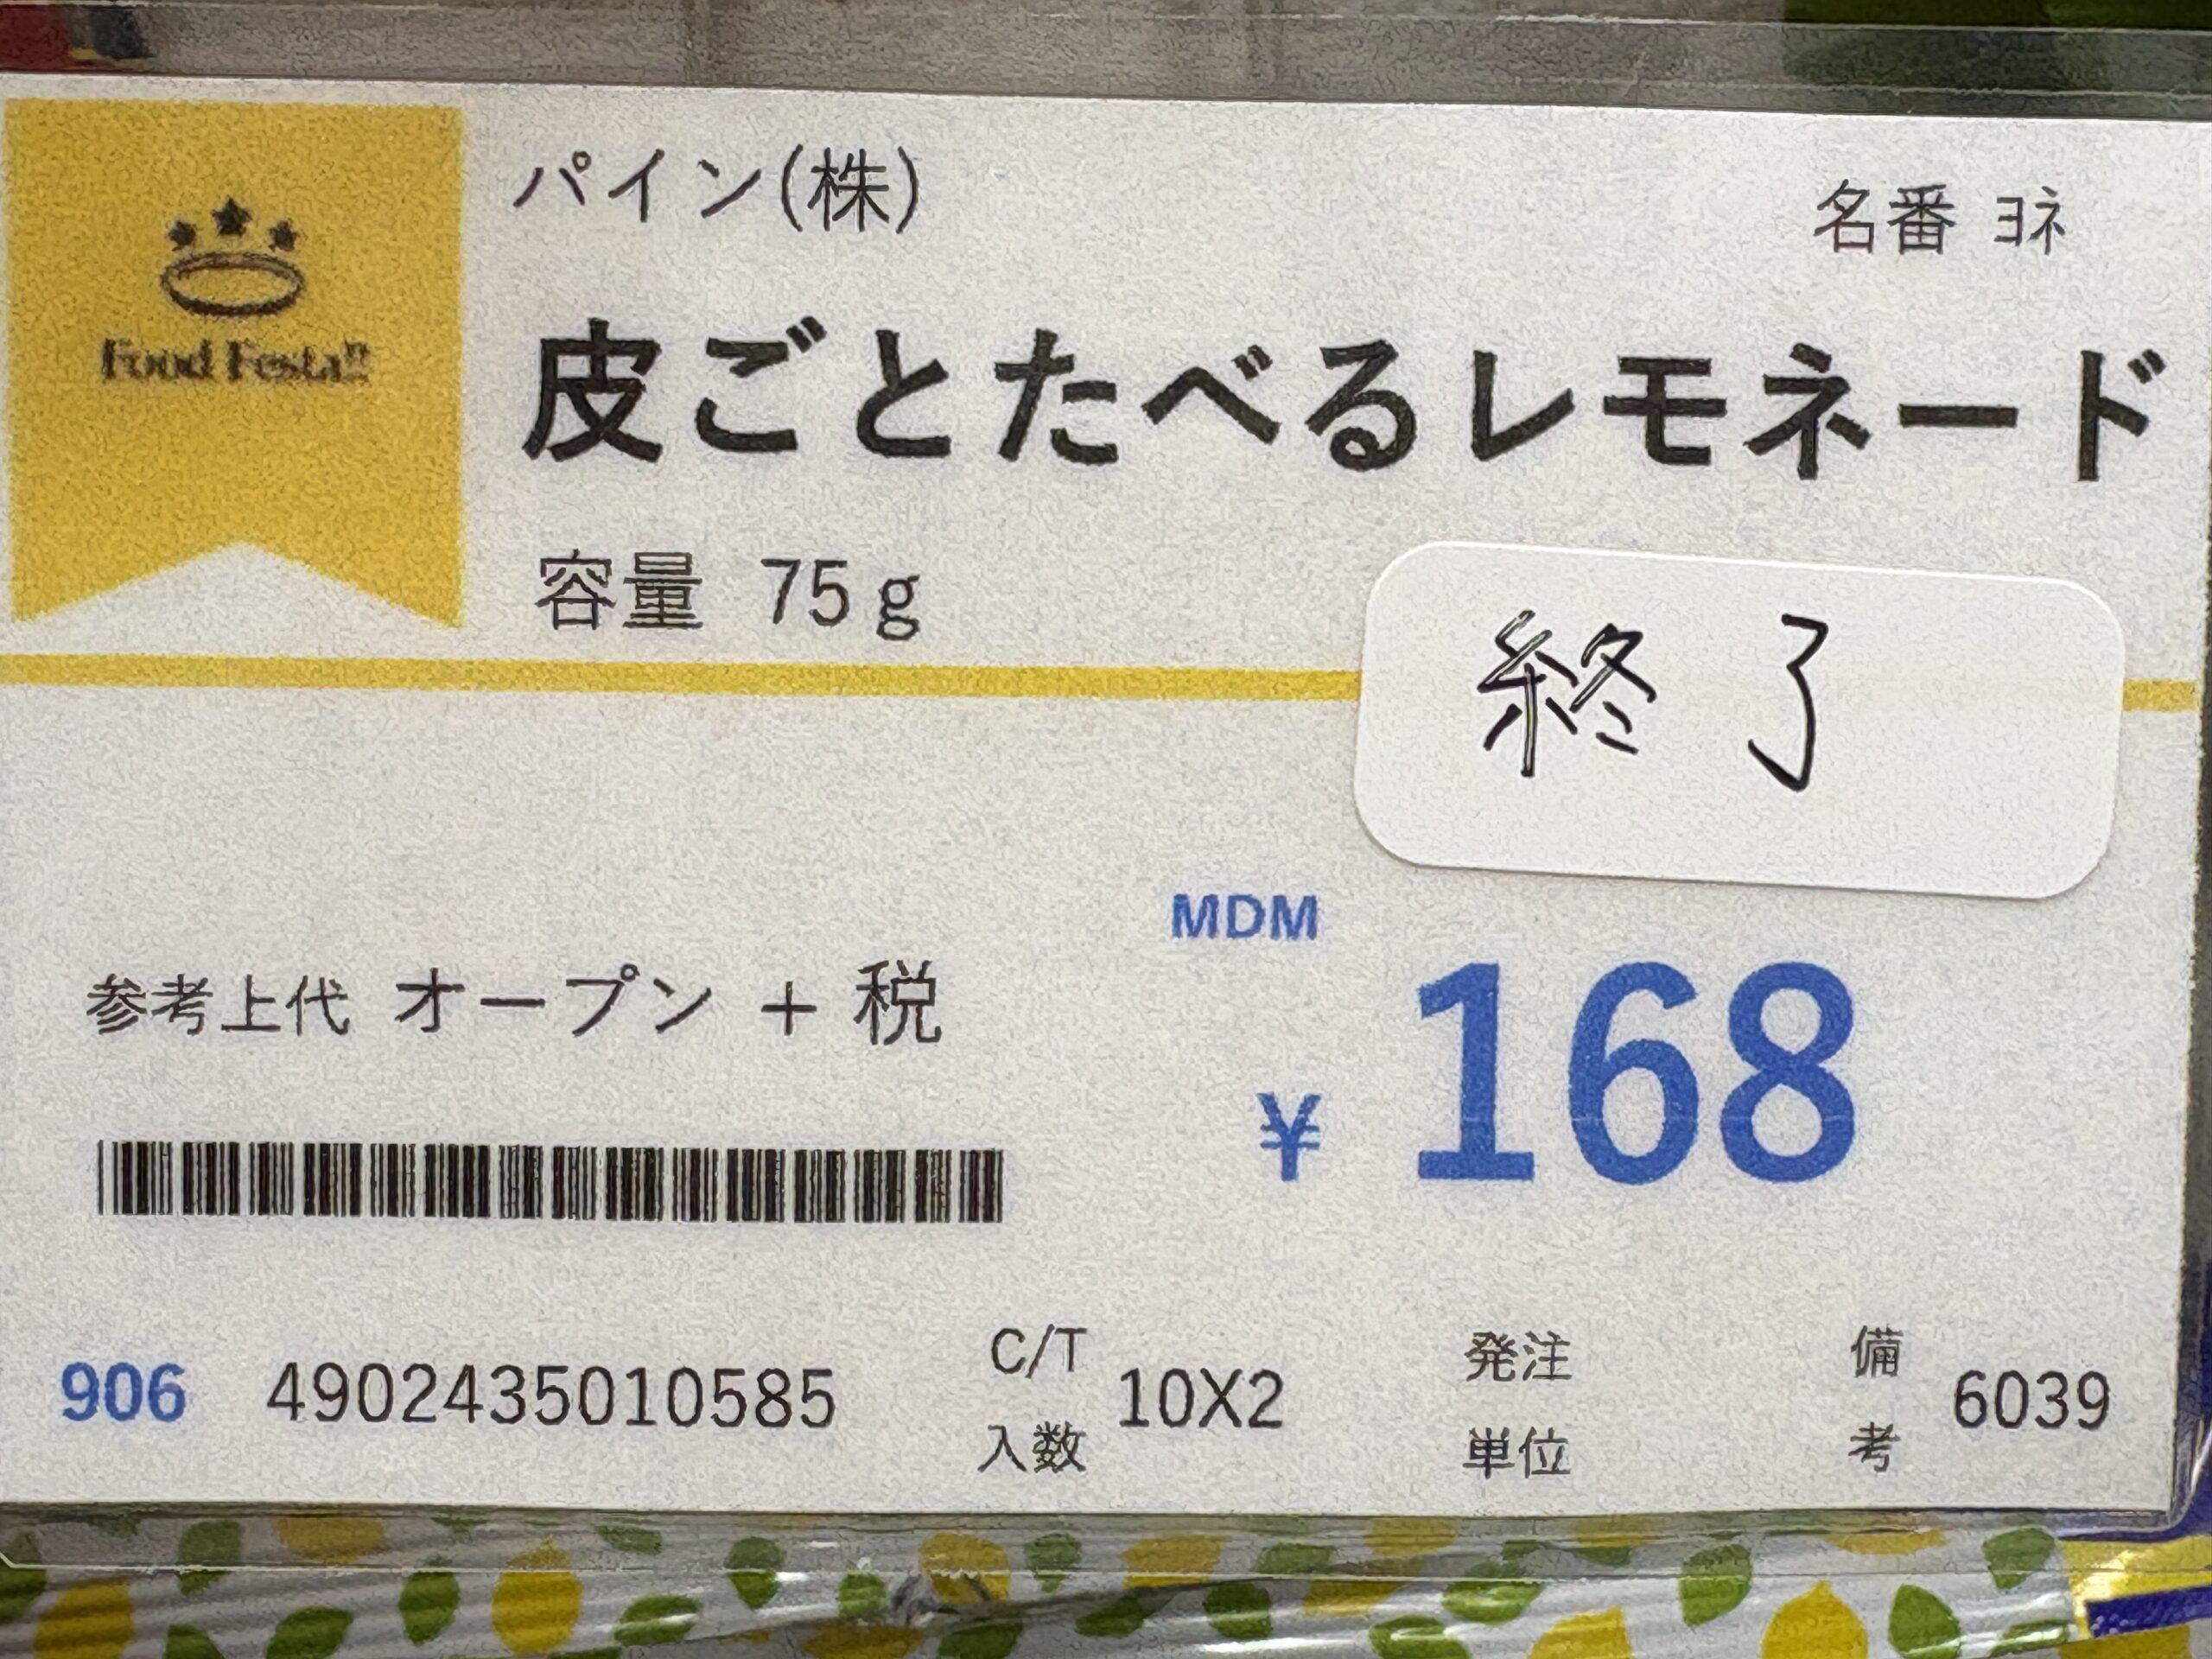 パイン(株)
名番 ﾖﾈ
Food Festa!!
皮ごとたべるレモネード
容量 75g
終了
MDM
参考上代 オープン + 税
¥ 168
906 4902435010585
C/T
入数 10X2
発注
単位
備
考 6039